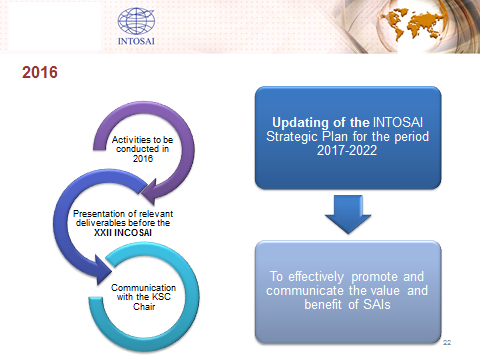 INTOSAI
2016
Activities to be
conducted in
2016
Presentation of relevant
deliverables before the
XXII INCOSAI
Communication
with the KSC
Chair
Updating of the INTOSAI
Strategic Plan for the period
2017-2022
To effectively promote and
communicate the value and
benefit of SAIs
22